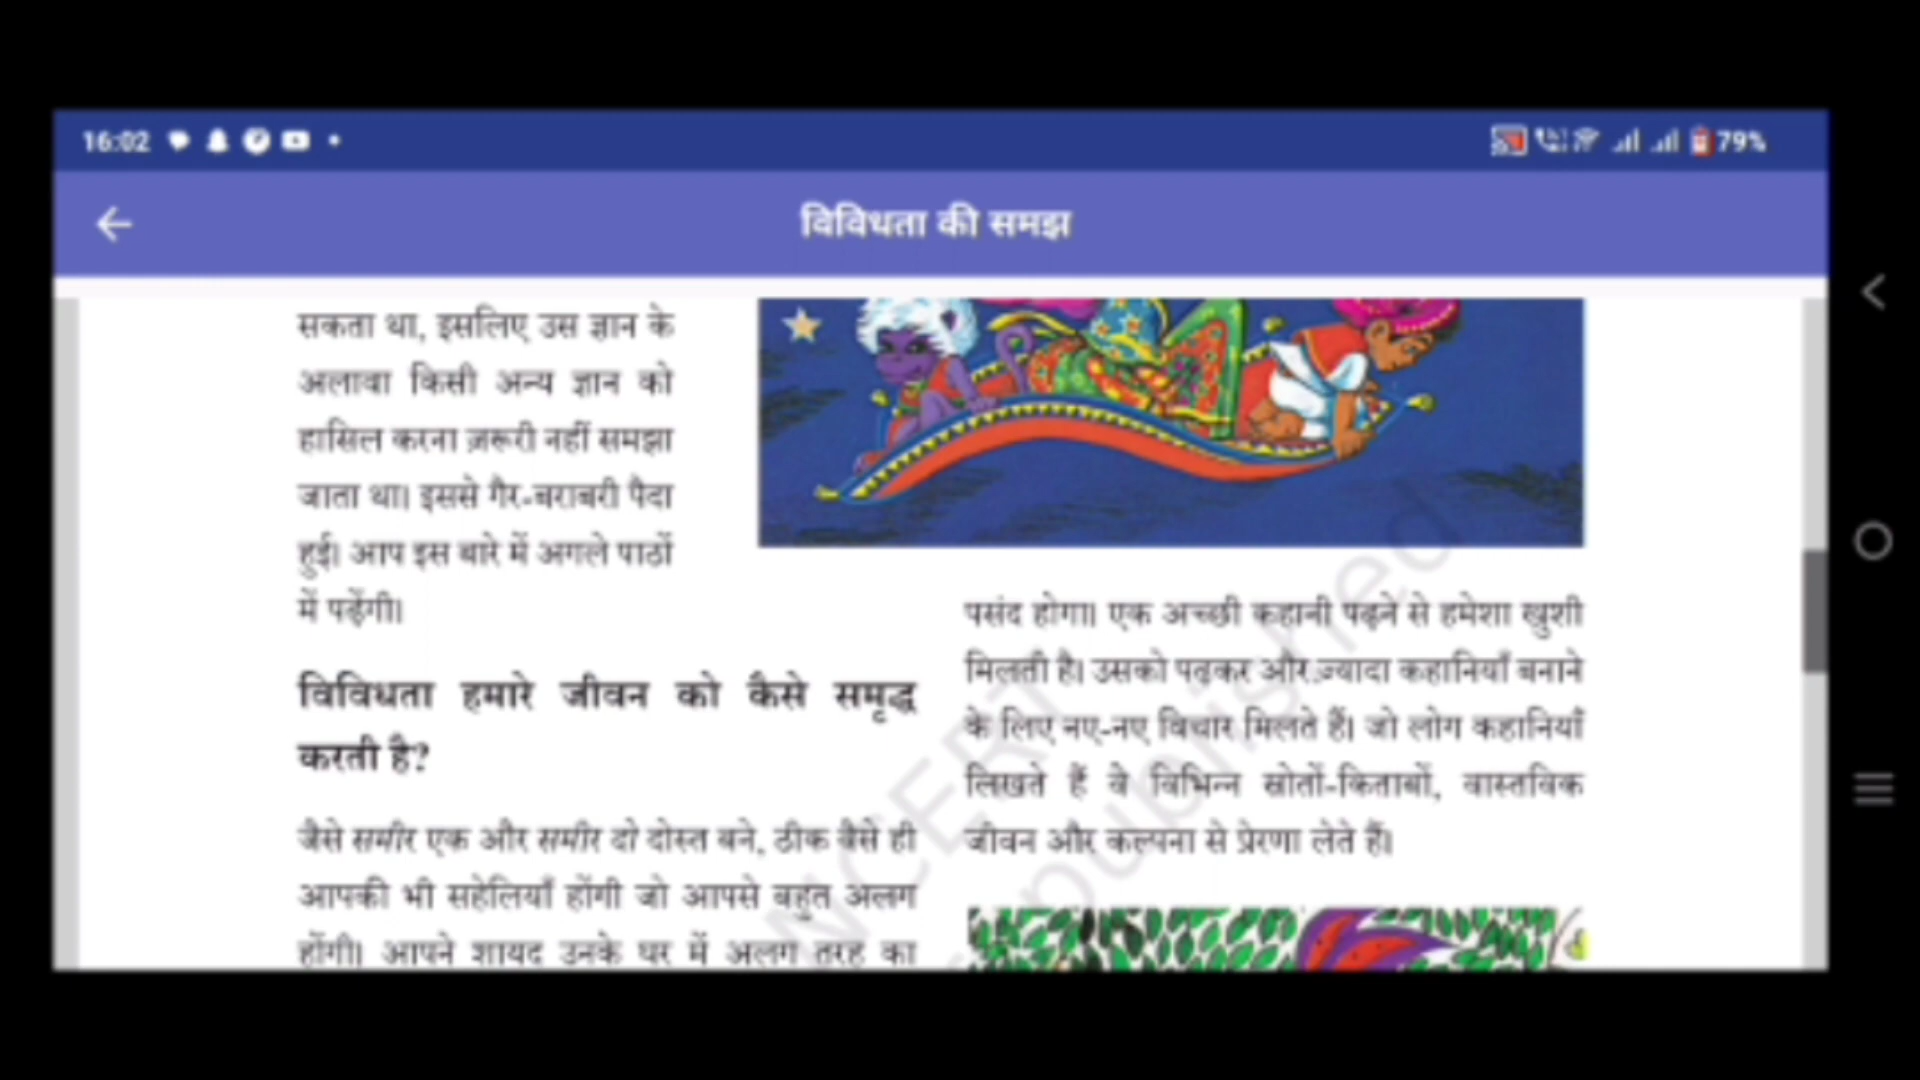 16:02
79%
विविधता की समझ
सकता था, इसलिए उस ज्ञान के
अलावा किसी अन्य ज्ञान को
हासिल करना ज़रूरी नहीं समझा
जाता था। इससे गैर-बराबरी पैदा
हुई। आप इस बारे में अगले पाठों
में पढ़ेंगी।
विविधता हमारे जीवन को कैसे समृद्ध
करती है?
जैसे समीर एक और समीर दो दोस्त बने, ठीक वैसे ही
आपकी भी सहेलियाँ होंगी जो आपसे बहुत अलग
होंगी। आपने शायद उनके घर में अलग तरह का
पसंद होगा। एक अच्छी कहानी पढ़ने से हमेशा खुशी
मिलती है। उसको पढ़कर और ज़्यादा कहानियाँ बनाने
के लिए नए-नए विचार मिलते हैं। जो लोग कहानियाँ
लिखते हैं वे विभिन्न स्रोतों-किताबों, वास्तविक
जीवन और कल्पना से प्रेरणा लेते हैं।
NCERT
published